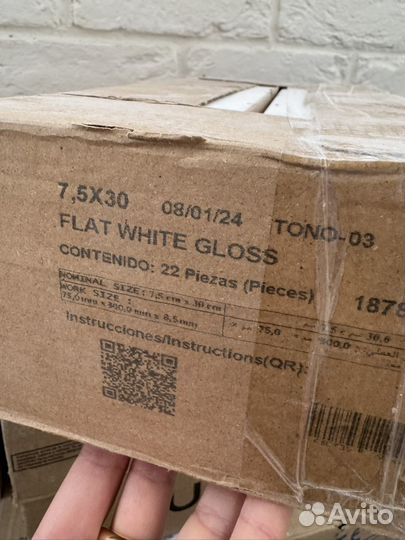 7,5X30 08/01/24 TONO-03
FLAT WHITE GLOSS
CONTENIDO: 22 Piezas (Pieces)
NOMINAL SIZE: 7,5 cm x 30 cm
WORK SIZE :
75,0mm x 300,0 mm x 8,5mm
Instrucciones/Instructions(QR):
Avito